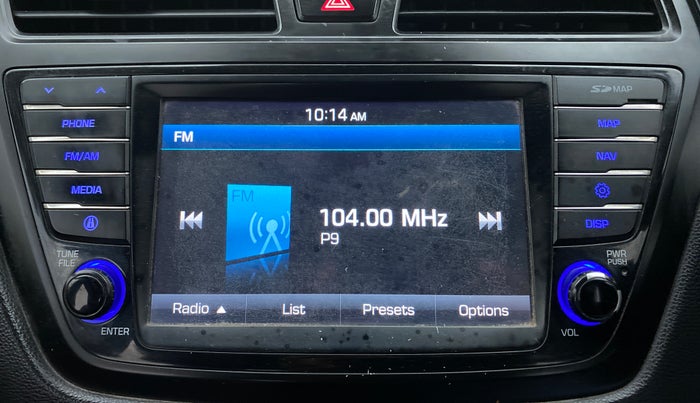 10:14 AM
FM
FM
104.00 MHz
P9
Radio ▲ List Presets Options
PHONE
FM/AM
MEDIA
TUNE
FILE
ENTER
SD MAP
MAP
NAV
DISP
PWR
PUSH
VOL